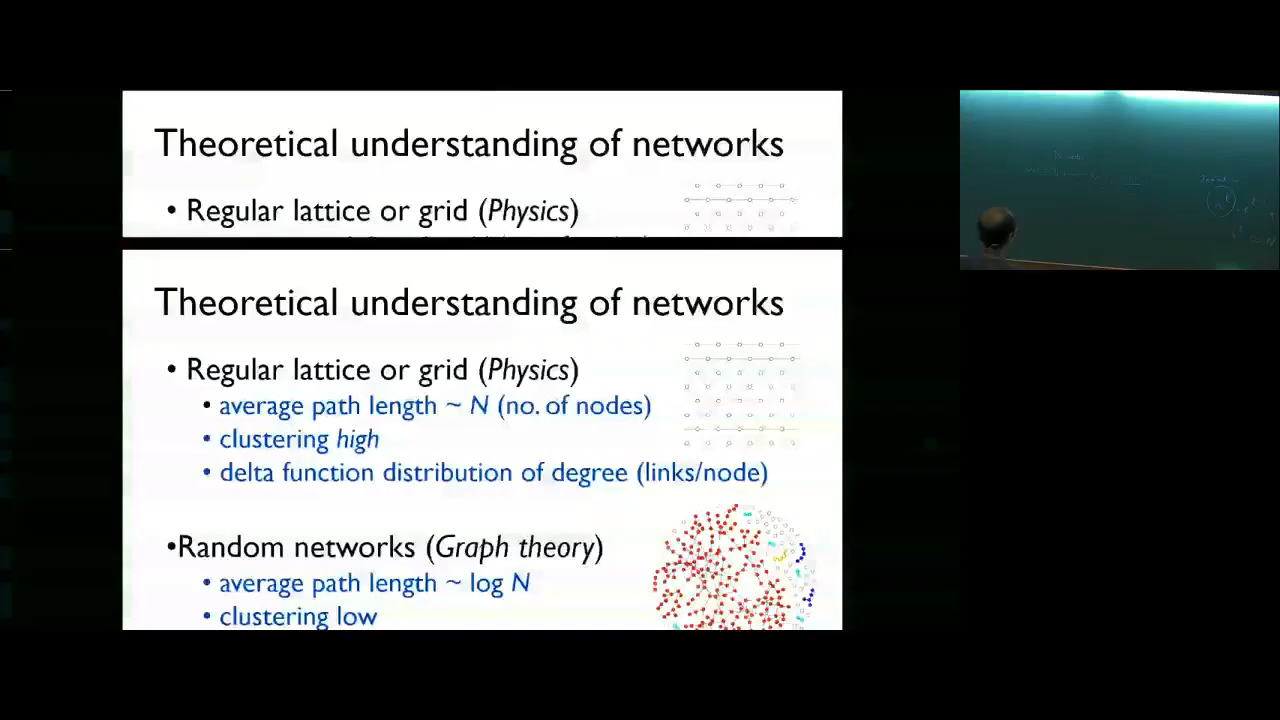 Theoretical understanding of networks
• Regular lattice or grid (Physics)
Theoretical understanding of networks
• Regular lattice or grid (Physics)
• average path length ~ N (no. of nodes)
• clustering high
• delta function distribution of degree (links/node)
•Random networks (Graph theory)
• average path length ~ log N
• clustering low